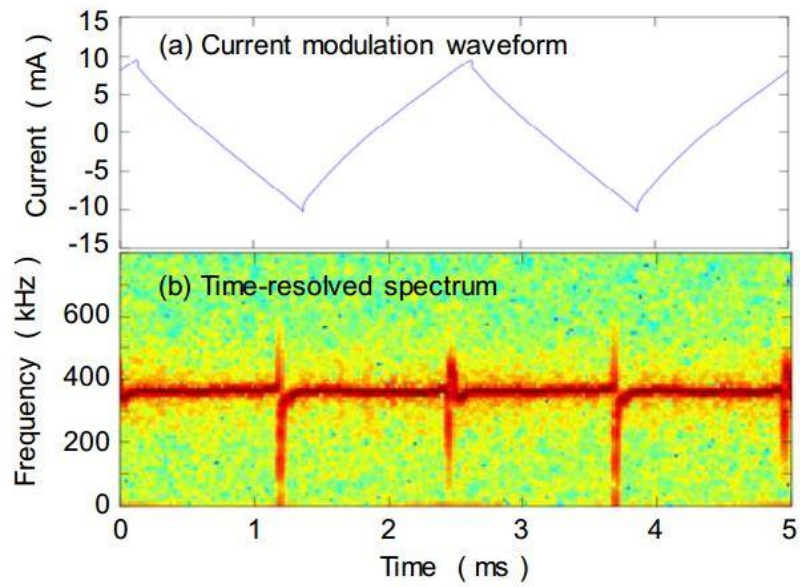 15
(a) Current modulation waveform
10
5
0
-5
-10
-15
Current ( mA )
(b) Time-resolved spectrum
600
400
200
0
Frequency ( kHz )
0 1 2 3 4 5
Time ( ms )